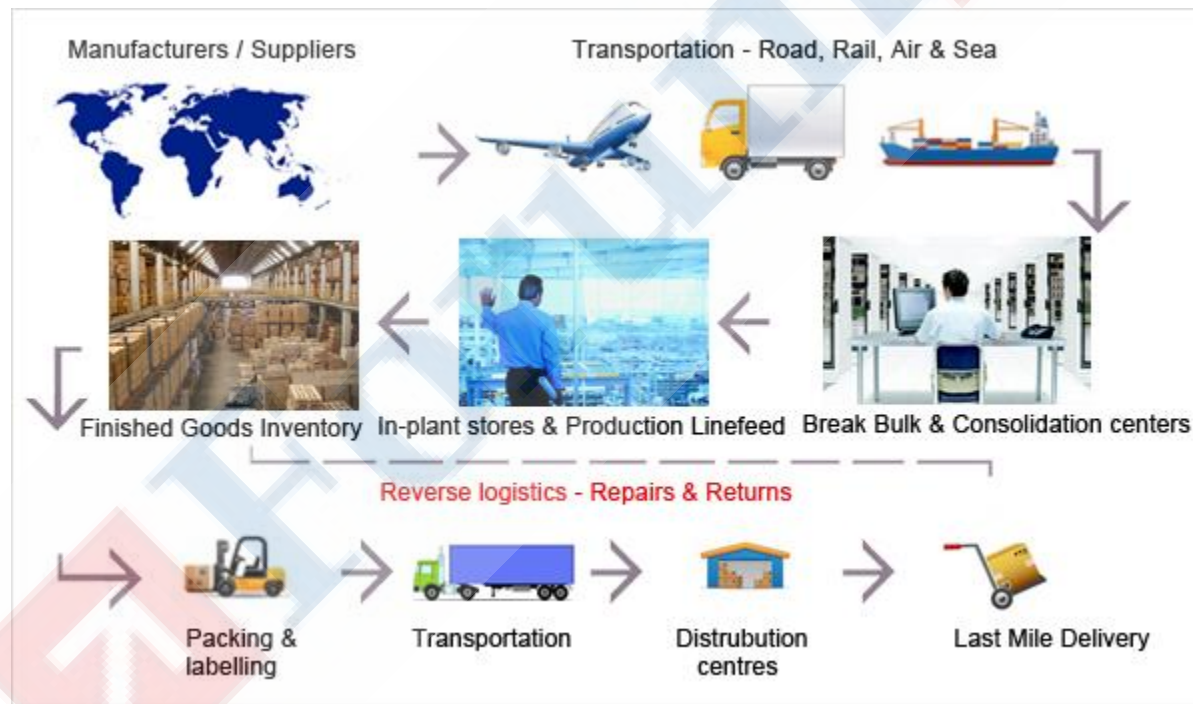 Manufacturers / Suppliers
Transportation - Road, Rail, Air & Sea
Finished Goods Inventory
In-plant stores & Production Linefeed
Break Bulk & Consolidation centers
Reverse logistics - Repairs & Returns
Packing &
labelling
Transportation
Distrubution
centres
Last Mile Delivery